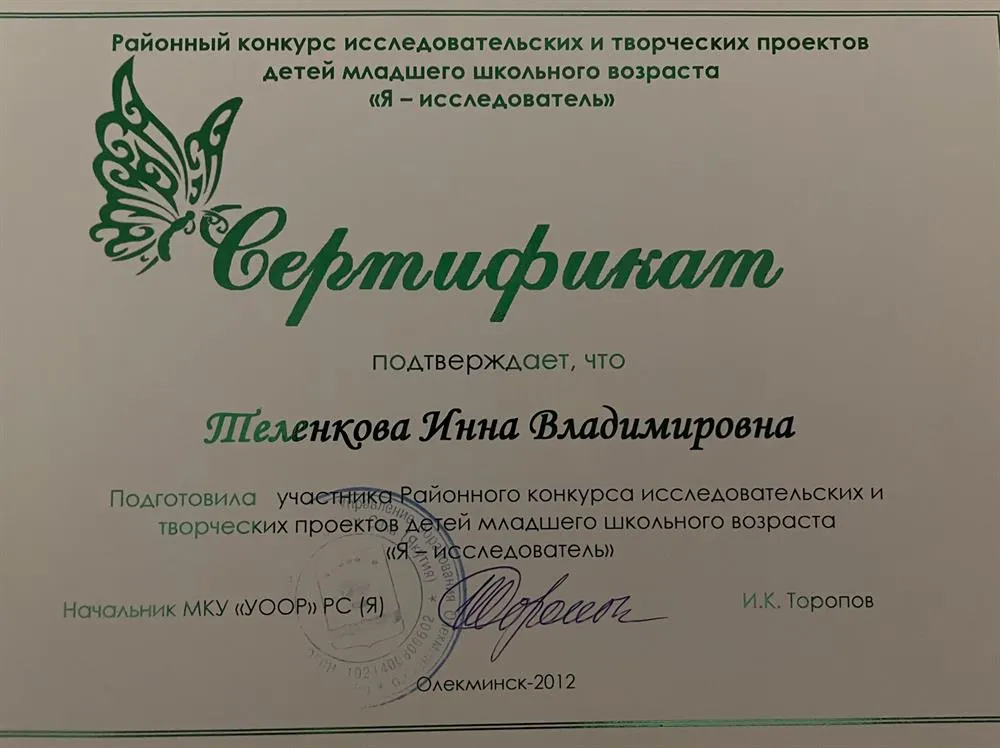 Районный конкурс исследовательских и творческих проектов
детей младшего школьного возраста
«Я – исследователь»
Сертификат
подтверждает, что
Теленкова Инна Владимировна
Подготовила участника Районного конкурса исследовательских и
творческих проектов детей младшего школьного возраста
«Я – исследователь»
Начальник МКУ «УООР» РС (Я)
И.К. Торопов
Олекминск-2012